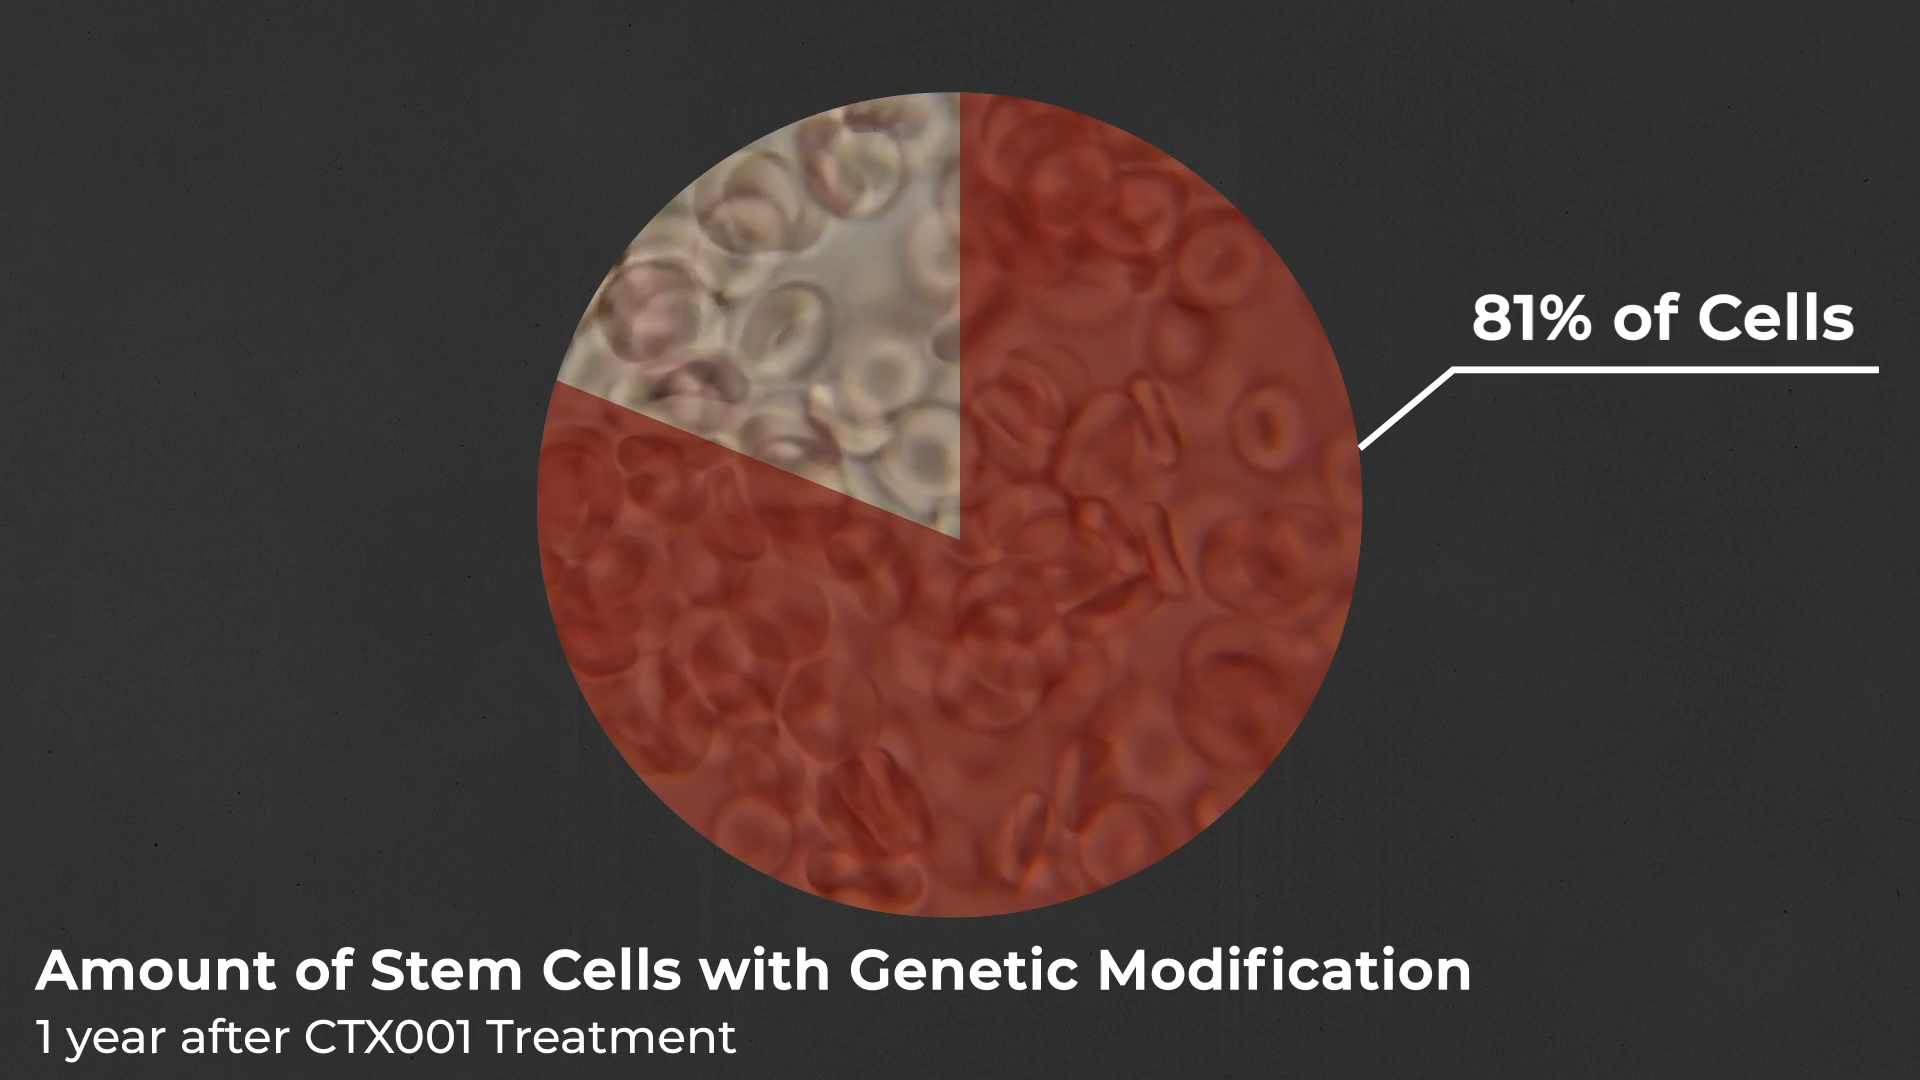 81% of Cells
Amount of Stem Cells with Genetic Modification
1 year after CTX001 Treatment